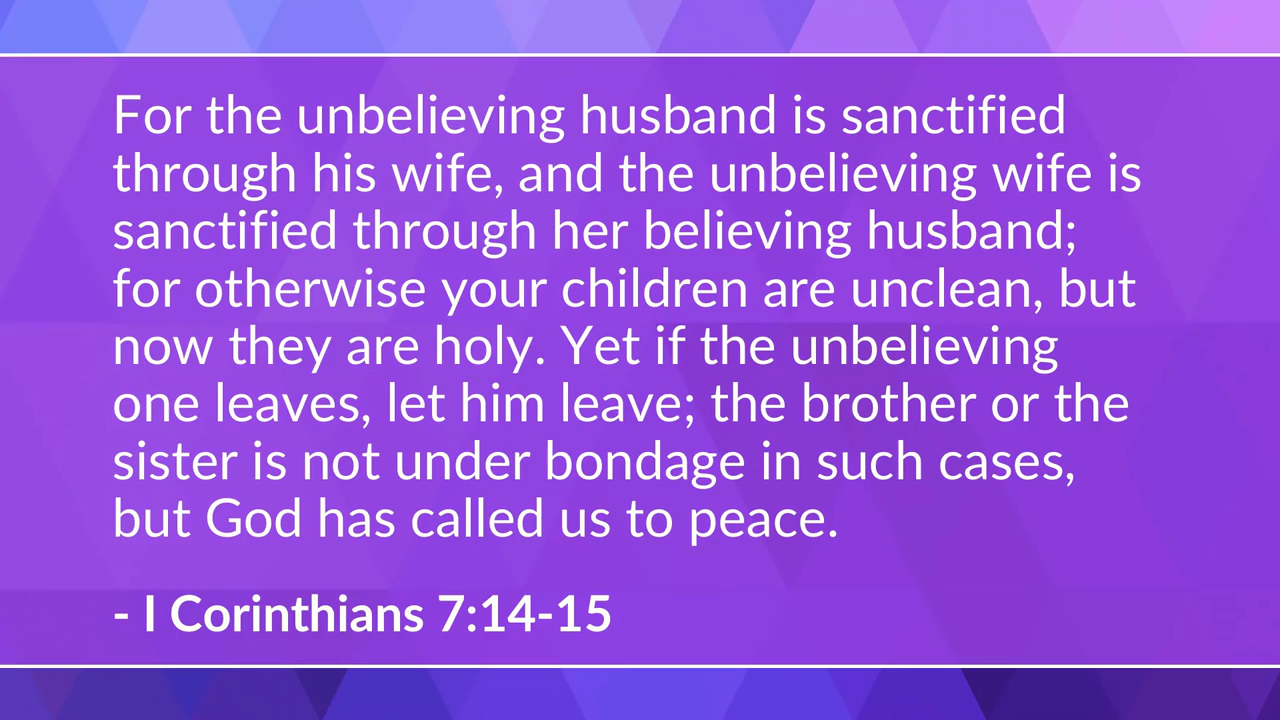 For the unbelieving husband is sanctified
through his wife, and the unbelieving wife is
sanctified through her believing husband;
for otherwise your children are unclean, but
now they are holy. Yet if the unbelieving
one leaves, let him leave; the brother or the
sister is not under bondage in such cases,
but God has called us to peace.
- I Corinthians 7:14-15